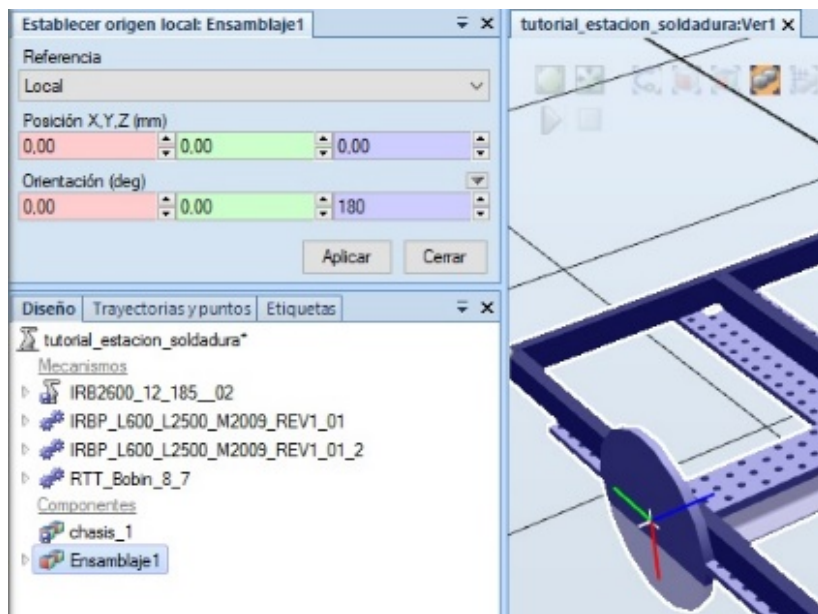 Establecer origen local: Ensamblaje1
tutorial_estacion_soldadura:Ver1
Referencia
Local
Posición X,Y,Z (mm)
0,00 0,00 0,00
Orientación (deg)
0,00 0,00 180
Aplicar Cerrar
Diseño Trayectorias y puntos Etiquetas
tutorial_estacion_soldadura*
Mecanismos
IRB2600_12_185__02
IRBP_L600_L2500_M2009_REV1_01
IRBP_L600_L2500_M2009_REV1_01_2
RTT_Bobin_8_7
Componentes
chasis_1
Ensamblaje1